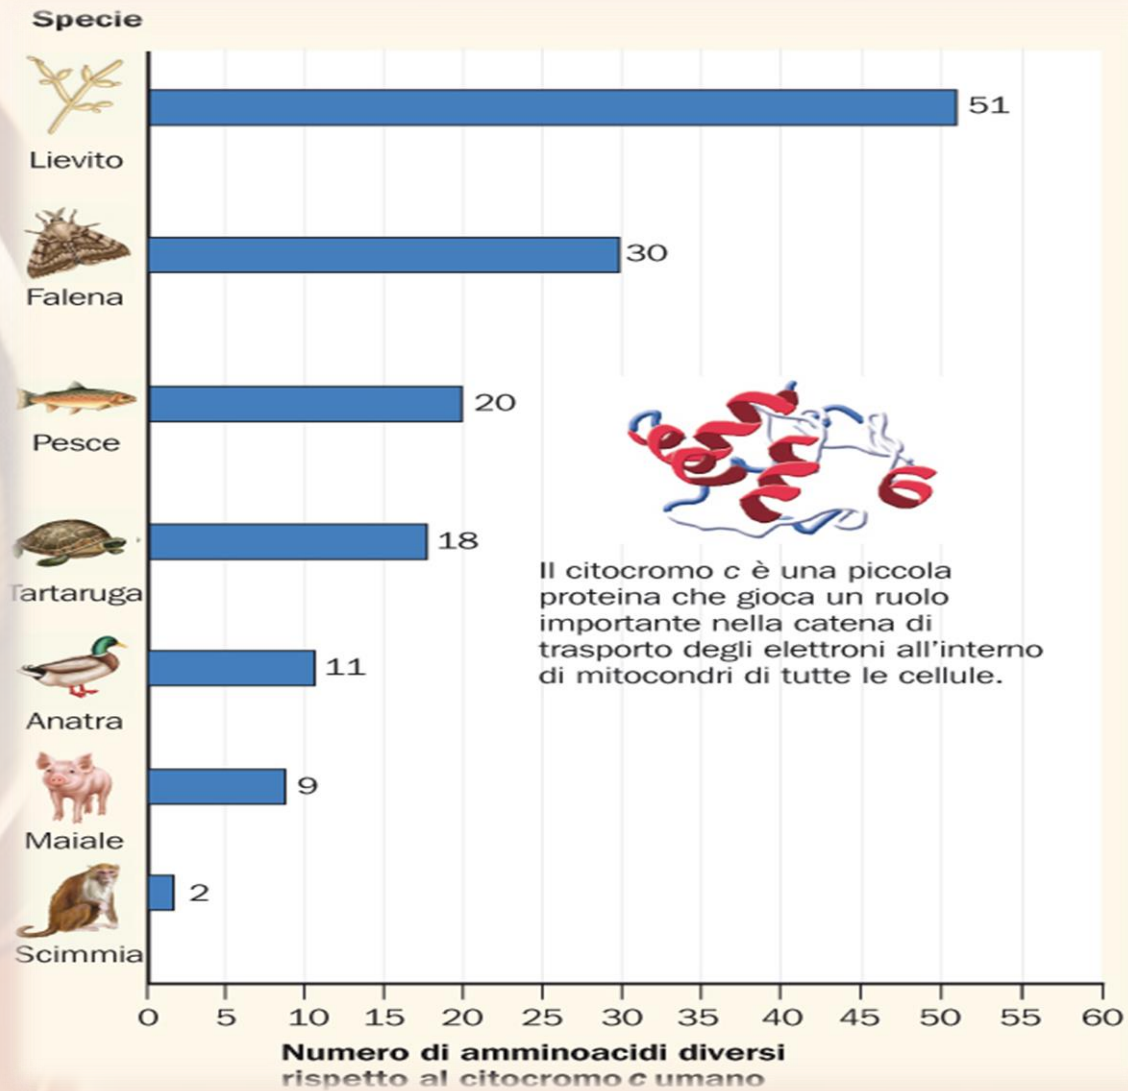 Specie
51
Lievito
30
Falena
20
Pesce
18
Tartaruga
Il citocromo c è una piccola
proteina che gioca un ruolo
importante nella catena di
trasporto degli elettroni all'interno
di mitocondri di tutte le cellule.
11
Anatra
9
Maiale
2
Scimmia
0 5 10 15 20 25 30 35 40 45 50 55 60
Numero di amminoacidi diversi
rispetto al citocromo c umano